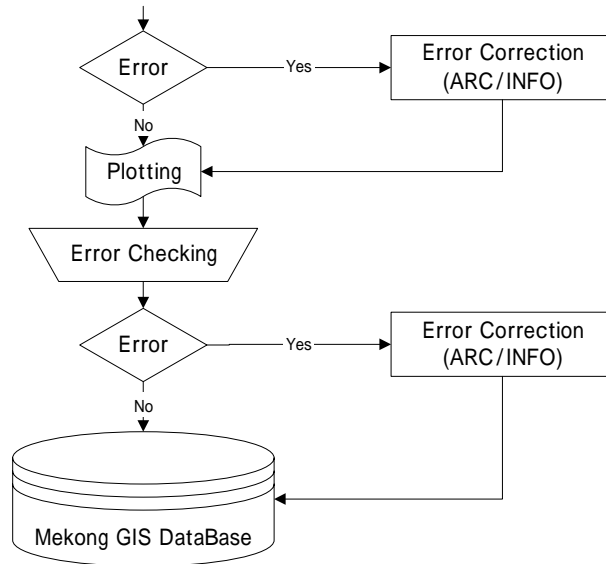 Error
Yes
Error Correction
(ARC/INFO)
No
Plotting
Error Checking
Error
Yes
Error Correction
(ARC/INFO)
No
Mekong GIS DataBase